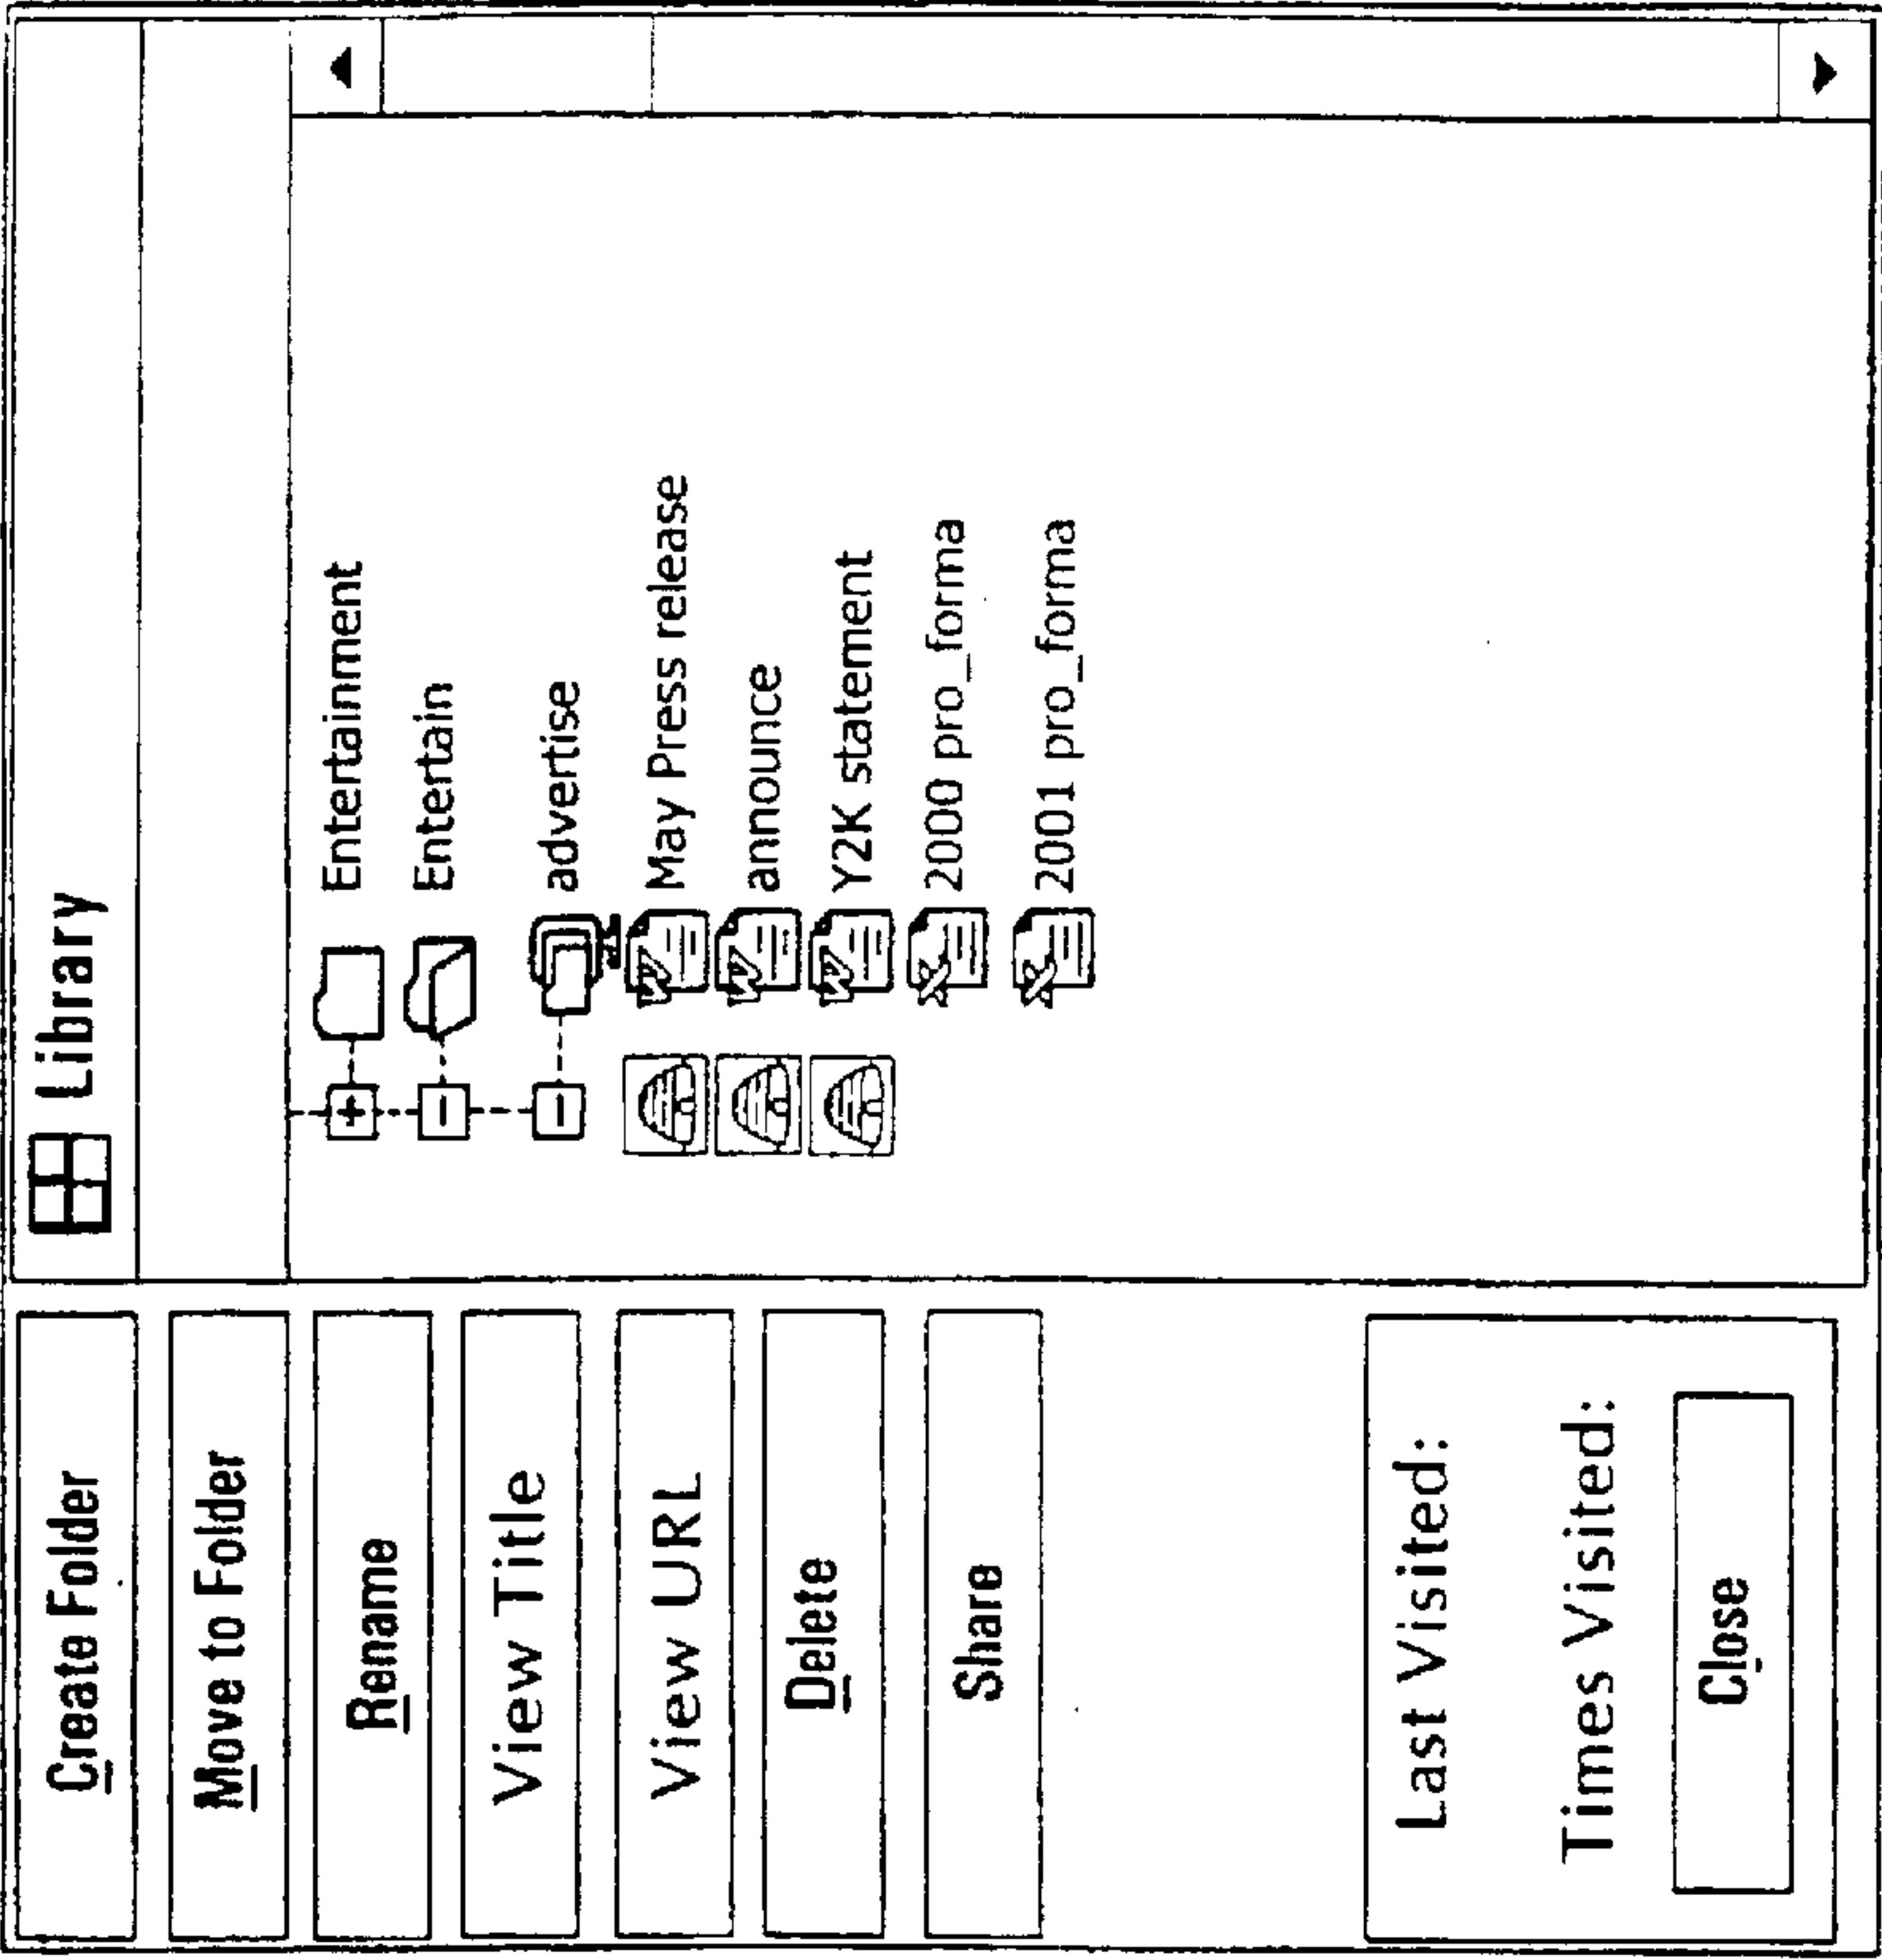 Create Folder
Move to Folder
Rename
View Title
View URL
Delete
Share
Last Visited:
Times Visited:
Close
Library
Entertainment
Entertain
advertise
May Press release
announce
Y2K statement
2000 pro_forma
2001 pro_forma